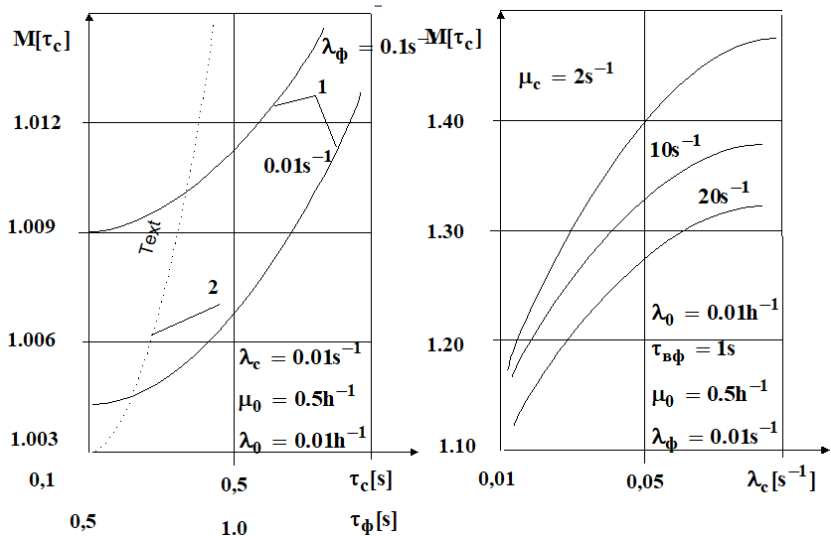 M[τc]
λф = 0.1s⁻¹
1
1.012
0.01s⁻¹
1.009
Text
2
1.006
λc = 0.01s⁻¹
μ0 = 0.5h⁻¹
1.003
λ0 = 0.01h⁻¹
0,1
0,5
τc[s]
0,5
1.0
τф[s]
M[τc]
μc = 2s⁻¹
1.40
10s⁻¹
20s⁻¹
1.30
λ0 = 0.01h⁻¹
1.20
τвф = 1s
μ0 = 0.5h⁻¹
1.10
λф = 0.01s⁻¹
0,01
0,05
λc[s⁻¹]